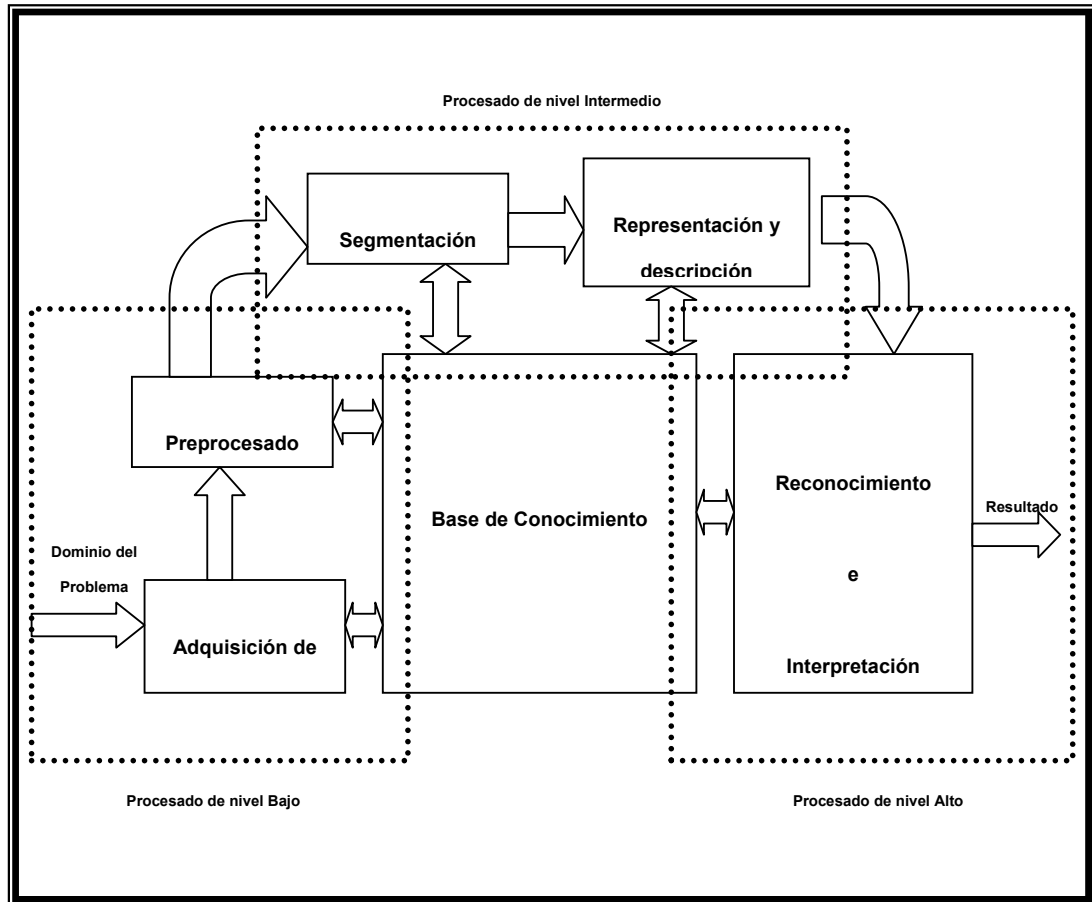 Procesado de nivel Intermedio
Segmentación
Representación y
descripción
Preprocesado
Base de Conocimiento
Reconocimiento
e
Interpretación
Resultado
Dominio del
Problema
Adquisición de
Procesado de nivel Bajo
Procesado de nivel Alto